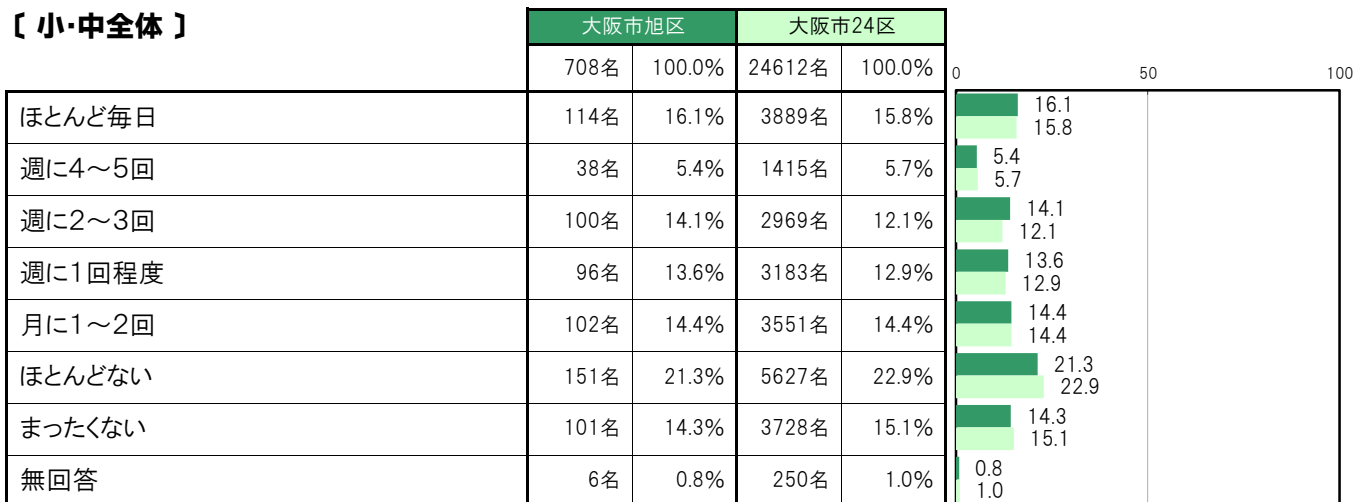 〔 小・中全体 〕
大阪市旭区 大阪市24区
708名 100.0% 24612名 100.0% 0 50 100
ほとんど毎日 114名 16.1% 3889名 15.8% 16.1
15.8
週に4～5回 38名 5.4% 1415名 5.7% 5.4
5.7
週に2～3回 100名 14.1% 2969名 12.1% 14.1
12.1
週に1回程度 96名 13.6% 3183名 12.9% 13.6
12.9
月に1～2回 102名 14.4% 3551名 14.4% 14.4
14.4
ほとんどない 151名 21.3% 5627名 22.9% 21.3
22.9
まったくない 101名 14.3% 3728名 15.1% 14.3
15.1
無回答 6名 0.8% 250名 1.0% 0.8
1.0